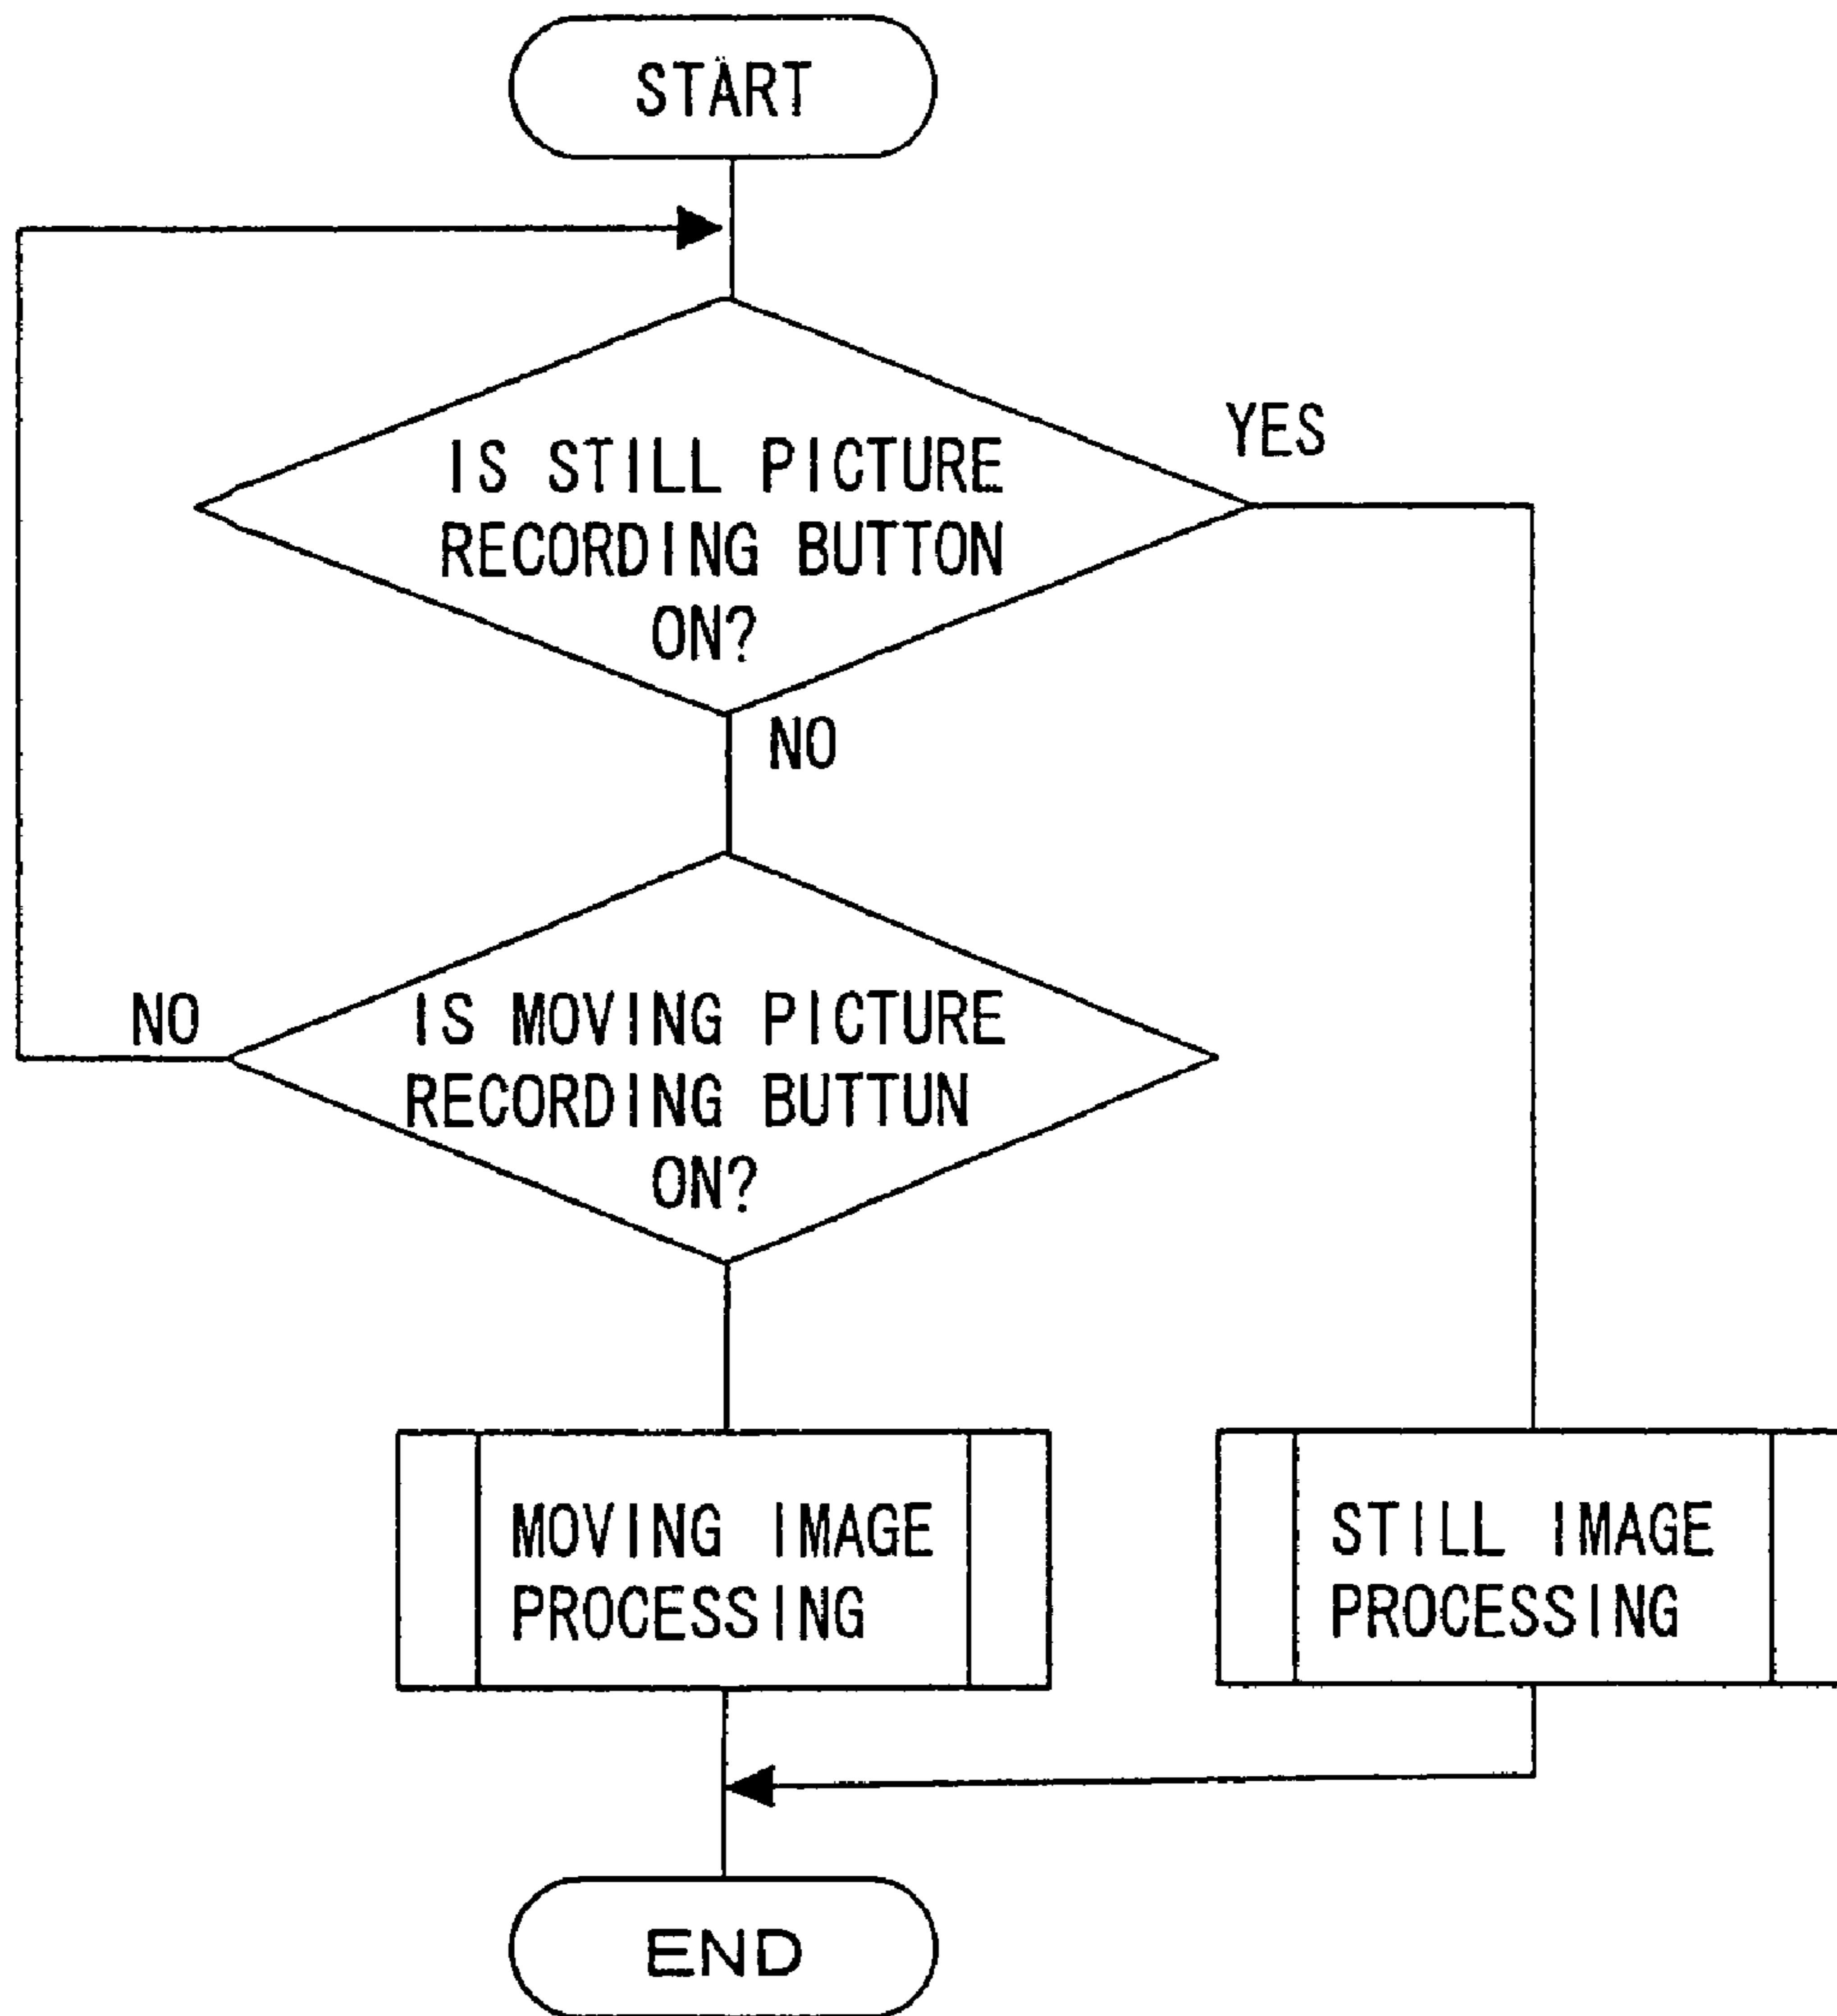 START
IS STILL PICTURE
RECORDING BUTTON
ON?
YES
NO
IS MOVING PICTURE
RECORDING BUTTUN
ON?
NO
MOVING IMAGE
PROCESSING
STILL IMAGE
PROCESSING
END